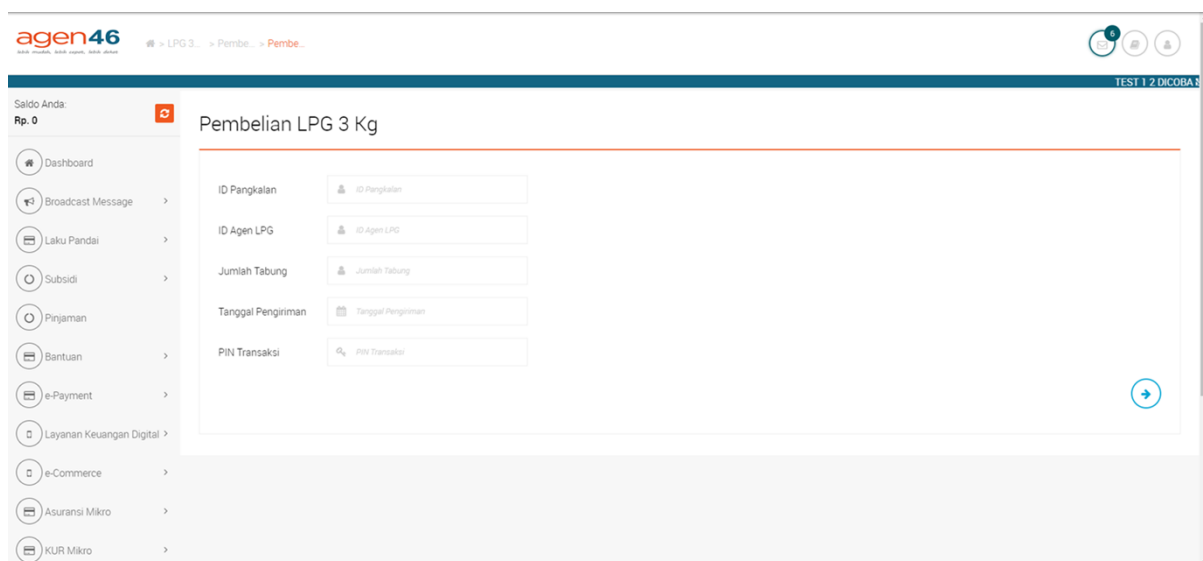 agen46
lebih mudah, lebih cepat, lebih dekat
> LPG 3... > Pembe... > Pembe...
6
TEST 1 2 DICOBA
Saldo Anda:
Rp. 0
Pembelian LPG 3 Kg
Dashboard
Broadcast Message
Laku Pandai
Subsidi
Pinjaman
Bantuan
e-Payment
Layanan Keuangan Digital
e-Commerce
Asuransi Mikro
KUR Mikro
ID Pangkalan ID Pangkalan
ID Agen LPG ID Agen LPG
Jumlah Tabung Jumlah Tabung
Tanggal Pengiriman Tanggal Pengiriman
PIN Transaksi PIN Transaksi